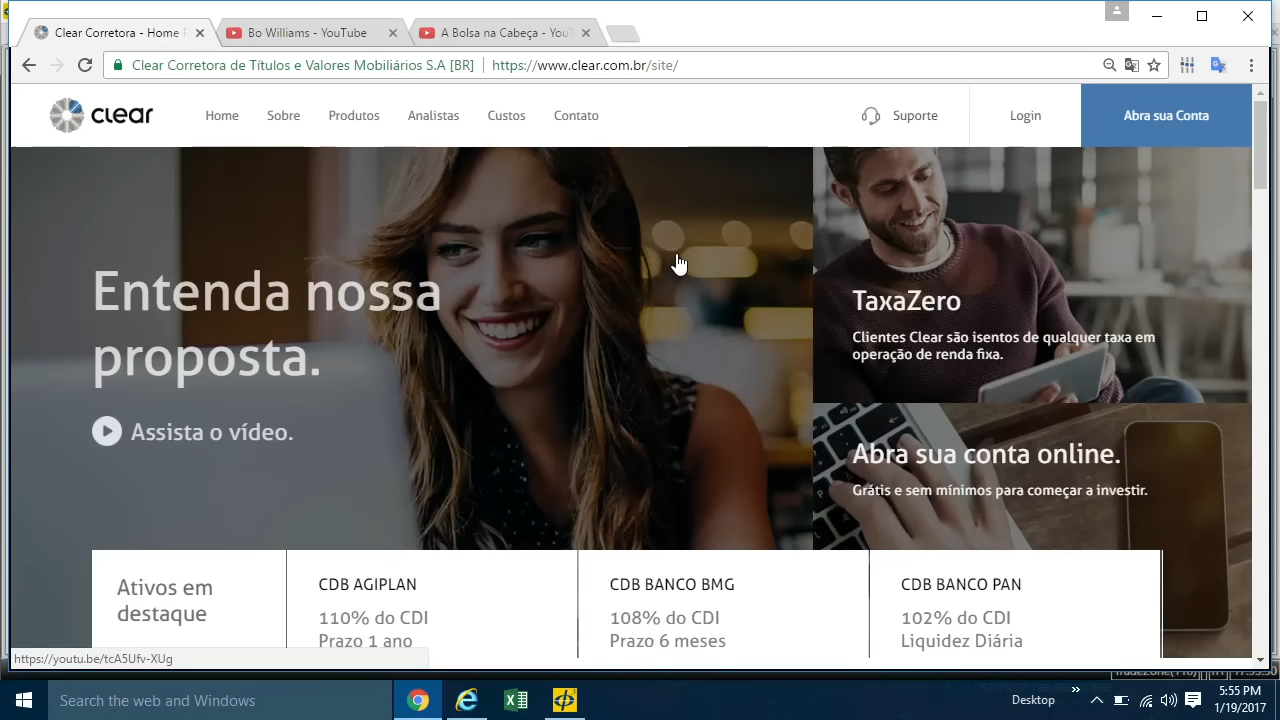 Clear Corretora - Home
Bo Williams - YouTube
A Bolsa na Cabeça - You
Clear Corretora de Títulos e Valores Mobiliários S.A [BR]
https://www.clear.com.br/site/
clear
Home
Sobre
Produtos
Analistas
Custos
Contato
Suporte
Login
Abra sua Conta
Entenda nossa
proposta.
Assista o vídeo.
TaxaZero
Clientes Clear são isentos de qualquer taxa em
operação de renda fixa.
Abra sua conta online.
Grátis e sem mínimos para começar a investir.
Ativos em
destaque
CDB AGIPLAN
110% do CDI
Prazo 1 ano
CDB BANCO BMG
108% do CDI
Prazo 6 meses
CDB BANCO PAN
102% do CDI
Liquidez Diária
https://youtu.be/tcA5Ufv-XUg
Search the web and Windows
Desktop
5:55 PM
1/19/2017